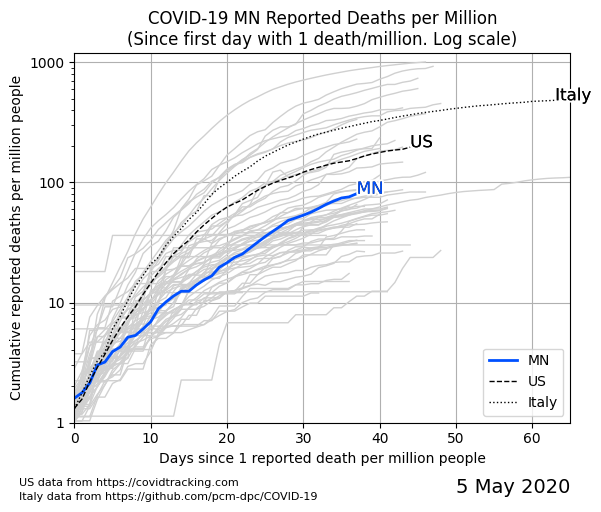 COVID-19 MN Reported Deaths per Million
(Since first day with 1 death/million. Log scale)
Cumulative reported deaths per million people
1000
100
10
1
Italy
US
MN
MN
US
Italy
0 10 20 30 40 50 60
Days since 1 reported death per million people
US data from https://covidtracking.com
Italy data from https://github.com/pcm-dpc/COVID-19
5 May 2020